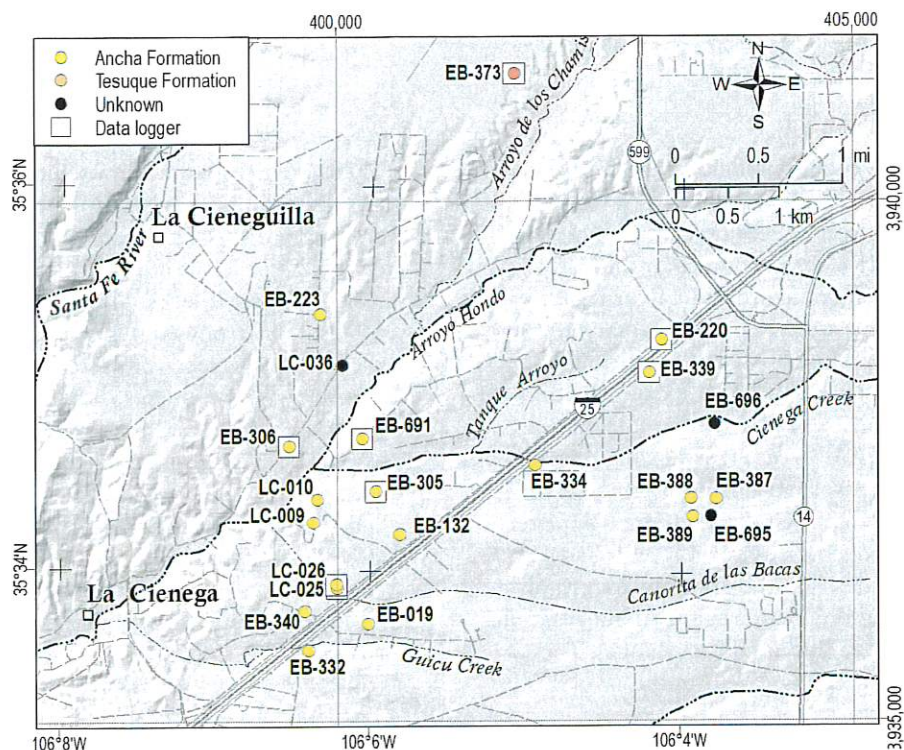 400,000
405,000
Ancha Formation
Tesuque Formation
Unknown
Data logger
EB-373
Arroyo de los Chamis
N
W E
S
599
0 0.5 1 mi
0 0.5 1 km
35°36'N
3,940,000
La Cieneguilla
Santa Fe River
EB-223
Arroyo Hondo
EB-220
LC-036
EB-339
Tanque Arroyo
25
EB-696
Cienega Creek
EB-691
EB-306
EB-334
EB-305
EB-388
EB-387
LC-010
LC-009
EB-132
EB-389
EB-695
14
35°34'N
LC-026
LC-025
Canorita de las Bacas
La Cienega
EB-340
EB-019
EB-332
Guicu Creek
3,935,000
106°8'W
106°6'W
106°4'W